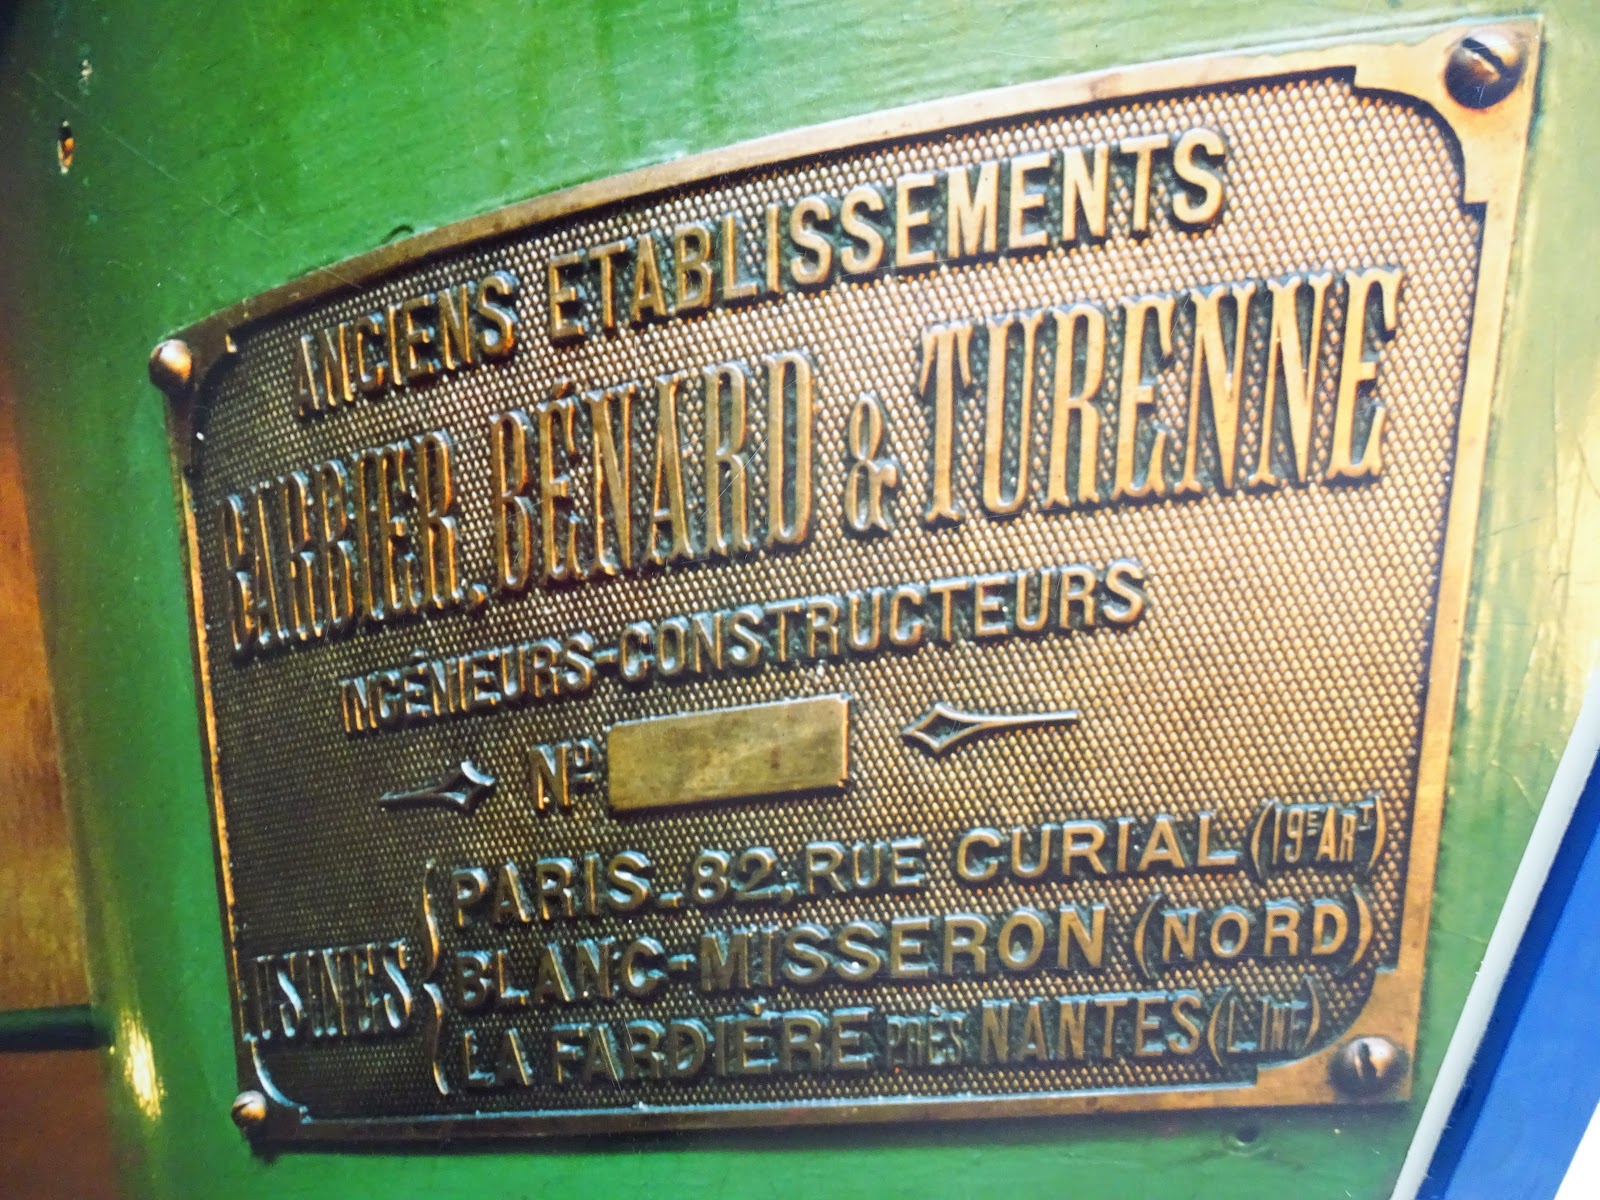 ANCIENS ETABLISSEMENTS
BARBIER, BÉNARD & TURENNE
INGÉNIEURS-CONSTRUCTEURS
No
USINES
PARIS_82, RUE CURIAL (19E ART)
BLANC-MISSERON (NORD)
LA FARDIÈRE PRÈS NANTES (L. INF)